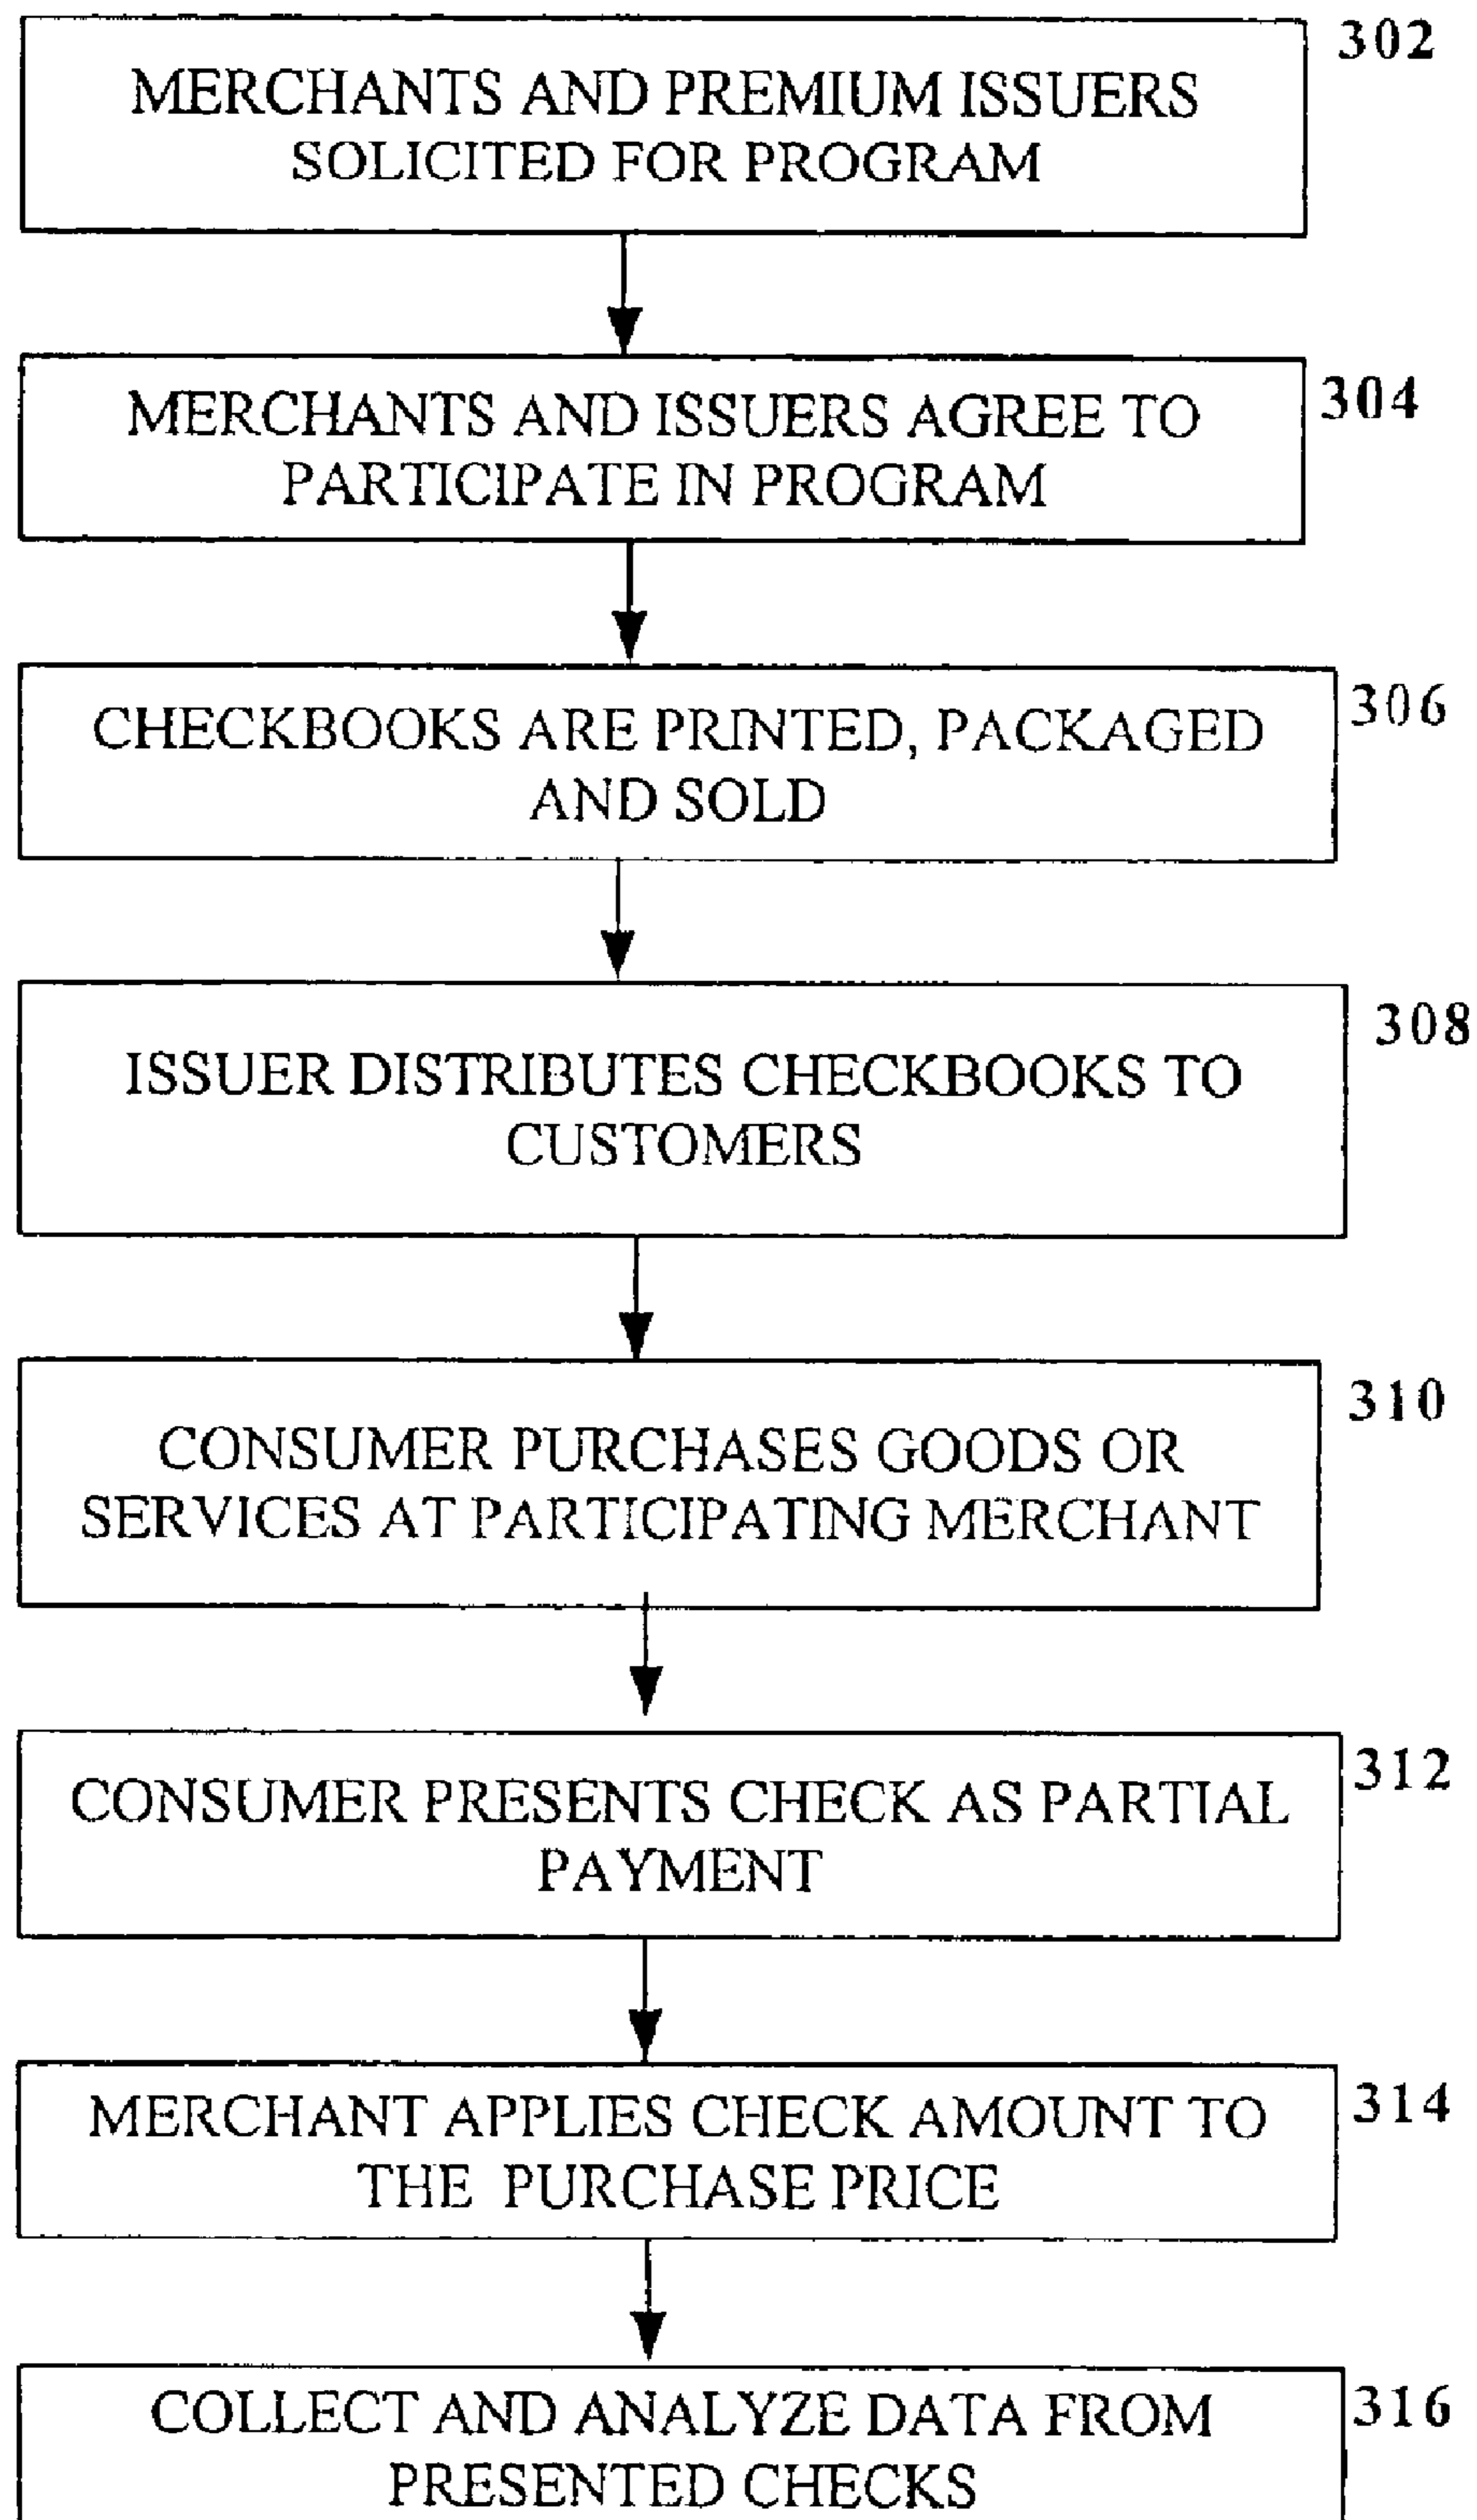 302
MERCHANTS AND PREMIUM ISSUERS
SOLICITED FOR PROGRAM
304
MERCHANTS AND ISSUERS AGREE TO
PARTICIPATE IN PROGRAM
306
CHECKBOOKS ARE PRINTED, PACKAGED
AND SOLD
308
ISSUER DISTRIBUTES CHECKBOOKS TO
CUSTOMERS
310
CONSUMER PURCHASES GOODS OR
SERVICES AT PARTICIPATING MERCHANT
312
CONSUMER PRESENTS CHECK AS PARTIAL
PAYMENT
314
MERCHANT APPLIES CHECK AMOUNT TO
THE PURCHASE PRICE
316
COLLECT AND ANALYZE DATA FROM
PRESENTED CHECKS